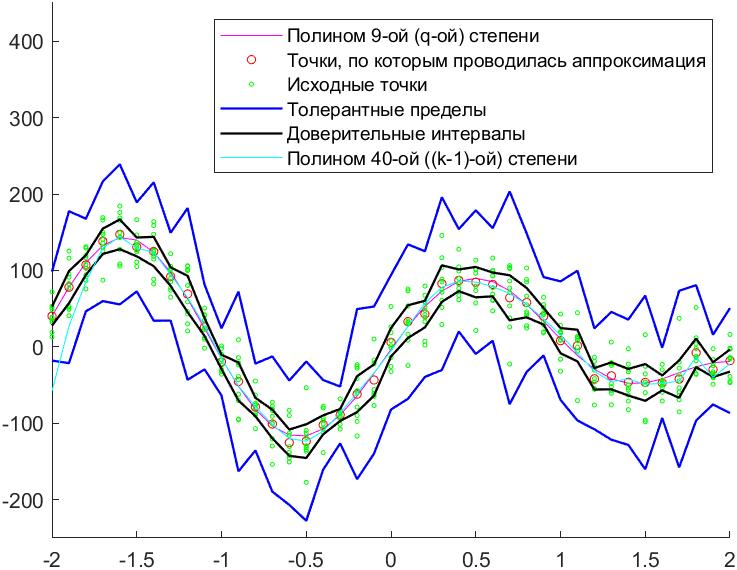 Полином 9-ой (q-ой) степени
Точки, по которым проводилась аппроксимация
Исходные точки
Толерантные пределы
Доверительные интервалы
Полином 40-ой ((k-1)-ой) степени
400
300
200
100
0
-100
-200
-2 -1.5 -1 -0.5 0 0.5 1 1.5 2